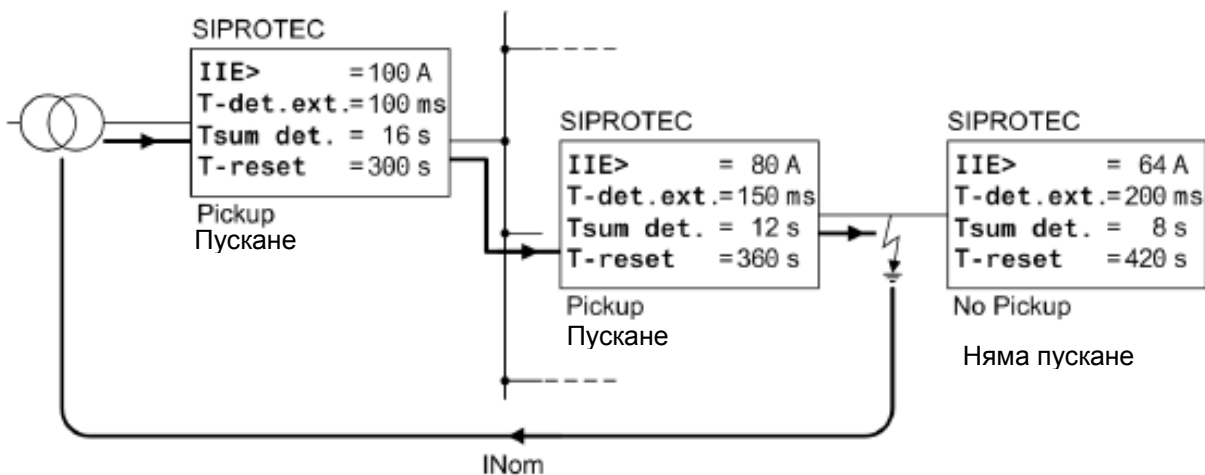 SIPROTEC
IIE> =100 A
T-det.ext.=100 ms
Tsum det. = 16 s
T-reset =300 s
Pickup
Пускане
SIPROTEC
IIE> = 80 A
T-det.ext.=150 ms
Tsum det. = 12 s
T-reset =360 s
Pickup
Пускане
SIPROTEC
IIE> = 64 A
T-det.ext.=200 ms
Tsum det. = 8 s
T-reset =420 s
No Pickup
Няма пускане
INom